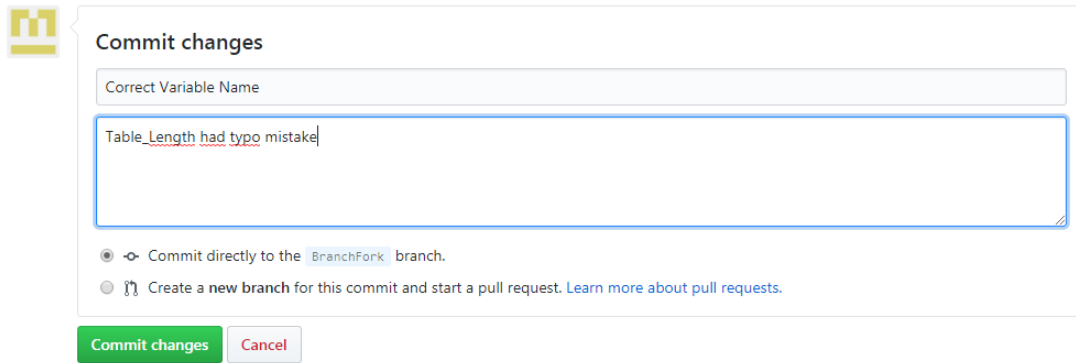 Commit changes
Correct Variable Name
Table_Length had typo mistake
Commit directly to the BranchFork branch.
Create a new branch for this commit and start a pull request. Learn more about pull requests.
Commit changes Cancel